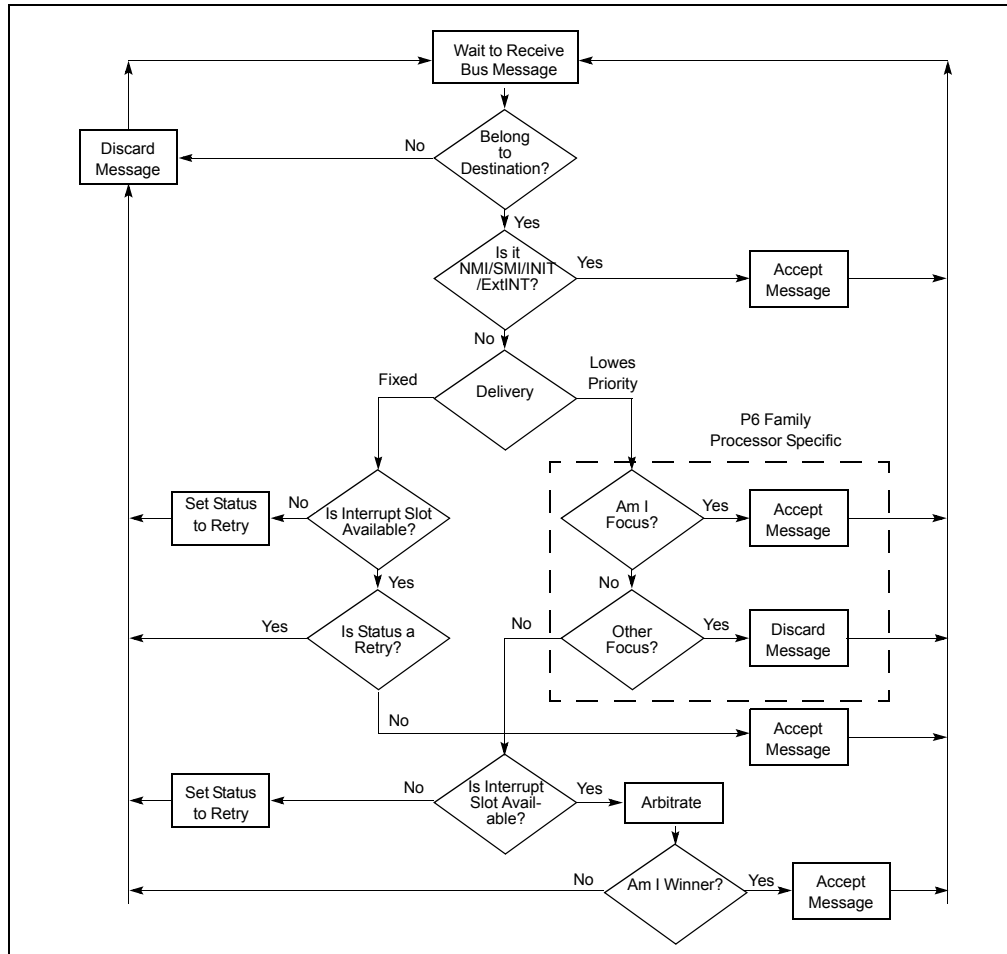 Wait to Receive
Bus Message
Belong
to
Destination?
No
Discard
Message
Yes
Is it
NMI/SMI/INIT
/ExtINT?
Yes
Accept
Message
No
Delivery
Fixed
Lowes
Priority
P6 Family
Processor Specific
Set Status
to Retry
No
Is Interrupt Slot
Available?
Am I
Focus?
Yes
Accept
Message
Yes
No
Yes
Is Status a
Retry?
No
Other
Focus?
Yes
Discard
Message
No
Accept
Message
Set Status
to Retry
No
Is Interrupt
Slot Avail-
able?
Yes
Arbitrate
No
Am I Winner?
Yes
Accept
Message